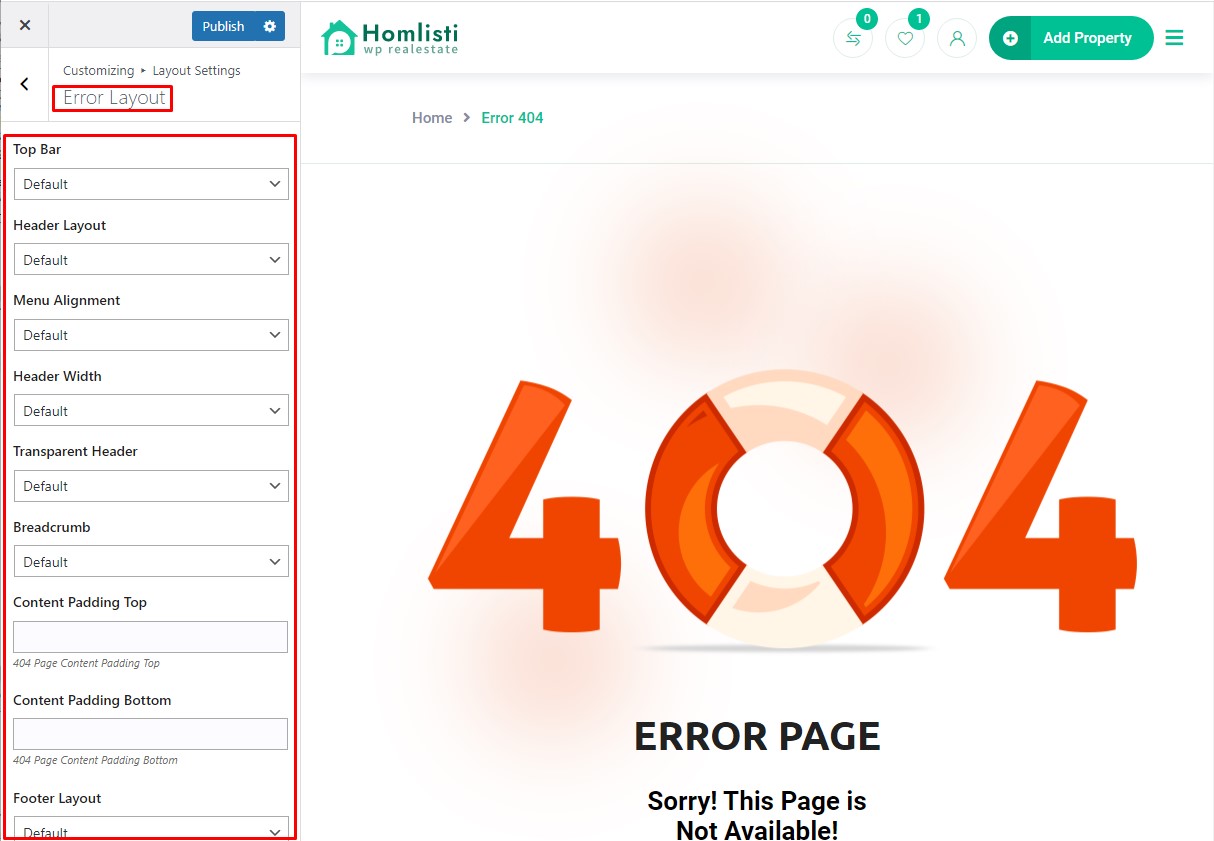 Publish
Customizing ▸ Layout Settings
Error Layout
Top Bar
Default
Header Layout
Default
Menu Alignment
Default
Header Width
Default
Transparent Header
Default
Breadcrumb
Default
Content Padding Top
404 Page Content Padding Top
Content Padding Bottom
404 Page Content Padding Bottom
Footer Layout
Default
Homlisti
wp realestate
0
1
Add Property
Home > Error 404
404
ERROR PAGE
Sorry! This Page is
Not Available!